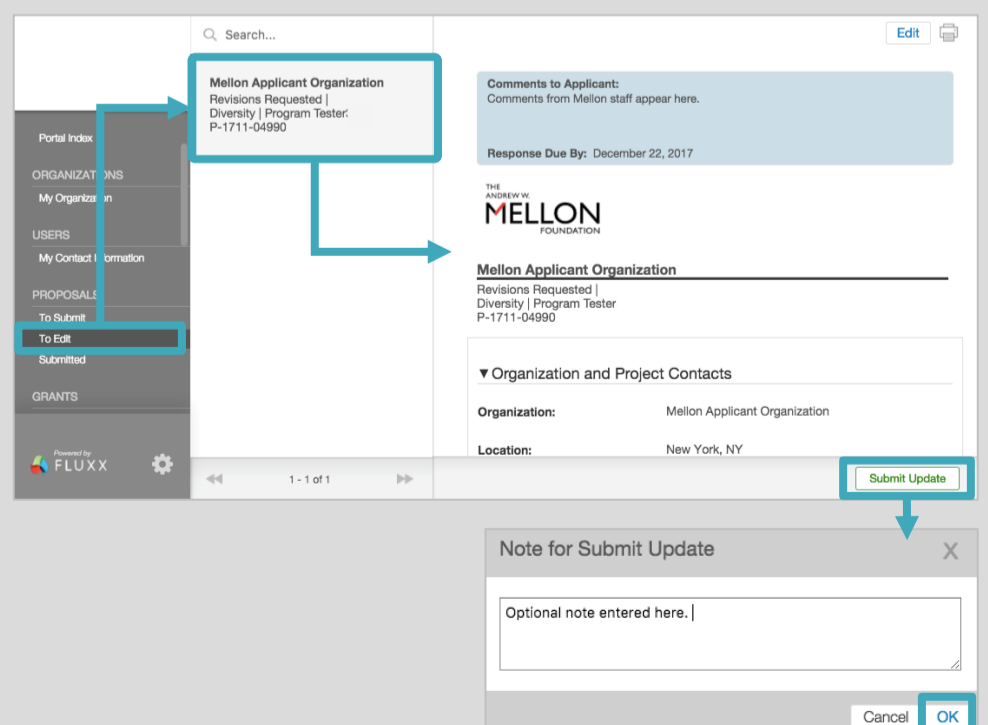 Search...
Edit
Mellon Applicant Organization
Revisions Requested |
Diversity | Program Tester
P-1711-04990
Portal Index
ORGANIZATIONS
My Organization
USERS
My Contact Information
PROPOSALS
To Submit
To Edit
Submitted
GRANTS
Powered by
FLUXX
1 - 1 of 1
Comments to Applicant:
Comments from Mellon staff appear here.
Response Due By: December 22, 2017
THE
ANDREW W.
MELLON
FOUNDATION
Mellon Applicant Organization
Revisions Requested |
Diversity | Program Tester
P-1711-04990
▼Organization and Project Contacts
Organization: Mellon Applicant Organization
Location: New York, NY
Submit Update
Note for Submit Update X
Optional note entered here.
Cancel OK